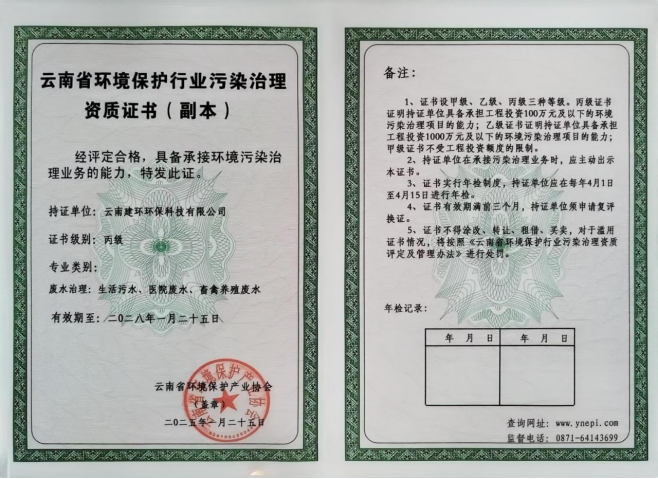 云南省环境保护行业污染治理
资质证书（副本）
经评定合格，具备承接环境污染治
理业务的能力，特发此证。
持证单位：云南建环环保科技有限公司
证书级别：丙级
专业类别：
废水治理：生活污水、医院废水、畜禽养殖废水
有效期至：二〇二八年一月二十五日
云南省环境保护产业协会
（盖章）
二〇二五年一月二十五日
云南省环境保护产业协会
备注：
1、证书设甲级、乙级、丙级三种等级。丙级证书
证明持证单位具备承担工程投资100万元及以下的环境
污染治理项目的能力；乙级证书证明持证单位具备承担
工程投资1000万元及以下的环境污染治理项目的能力；
甲级证书不受工程投资额度的限制。
2、持证单位在承接污染治理业务时，应主动出示
本证书。
3、证书实行年检制度，持证单位应在每年4月1日
至4月15日进行年检。
4、证书有效期满前三个月，持证单位须申请复评
换证。
5、证书不得涂改、转让、租借、买卖，对于滥用
证书情况，将按照《云南省环境保护行业污染治理资质
评定及管理办法》进行处罚。
年检记录：
年 月 日 年 月 日
查询网址：www.ynepi.com
监督电话：0871-64143699